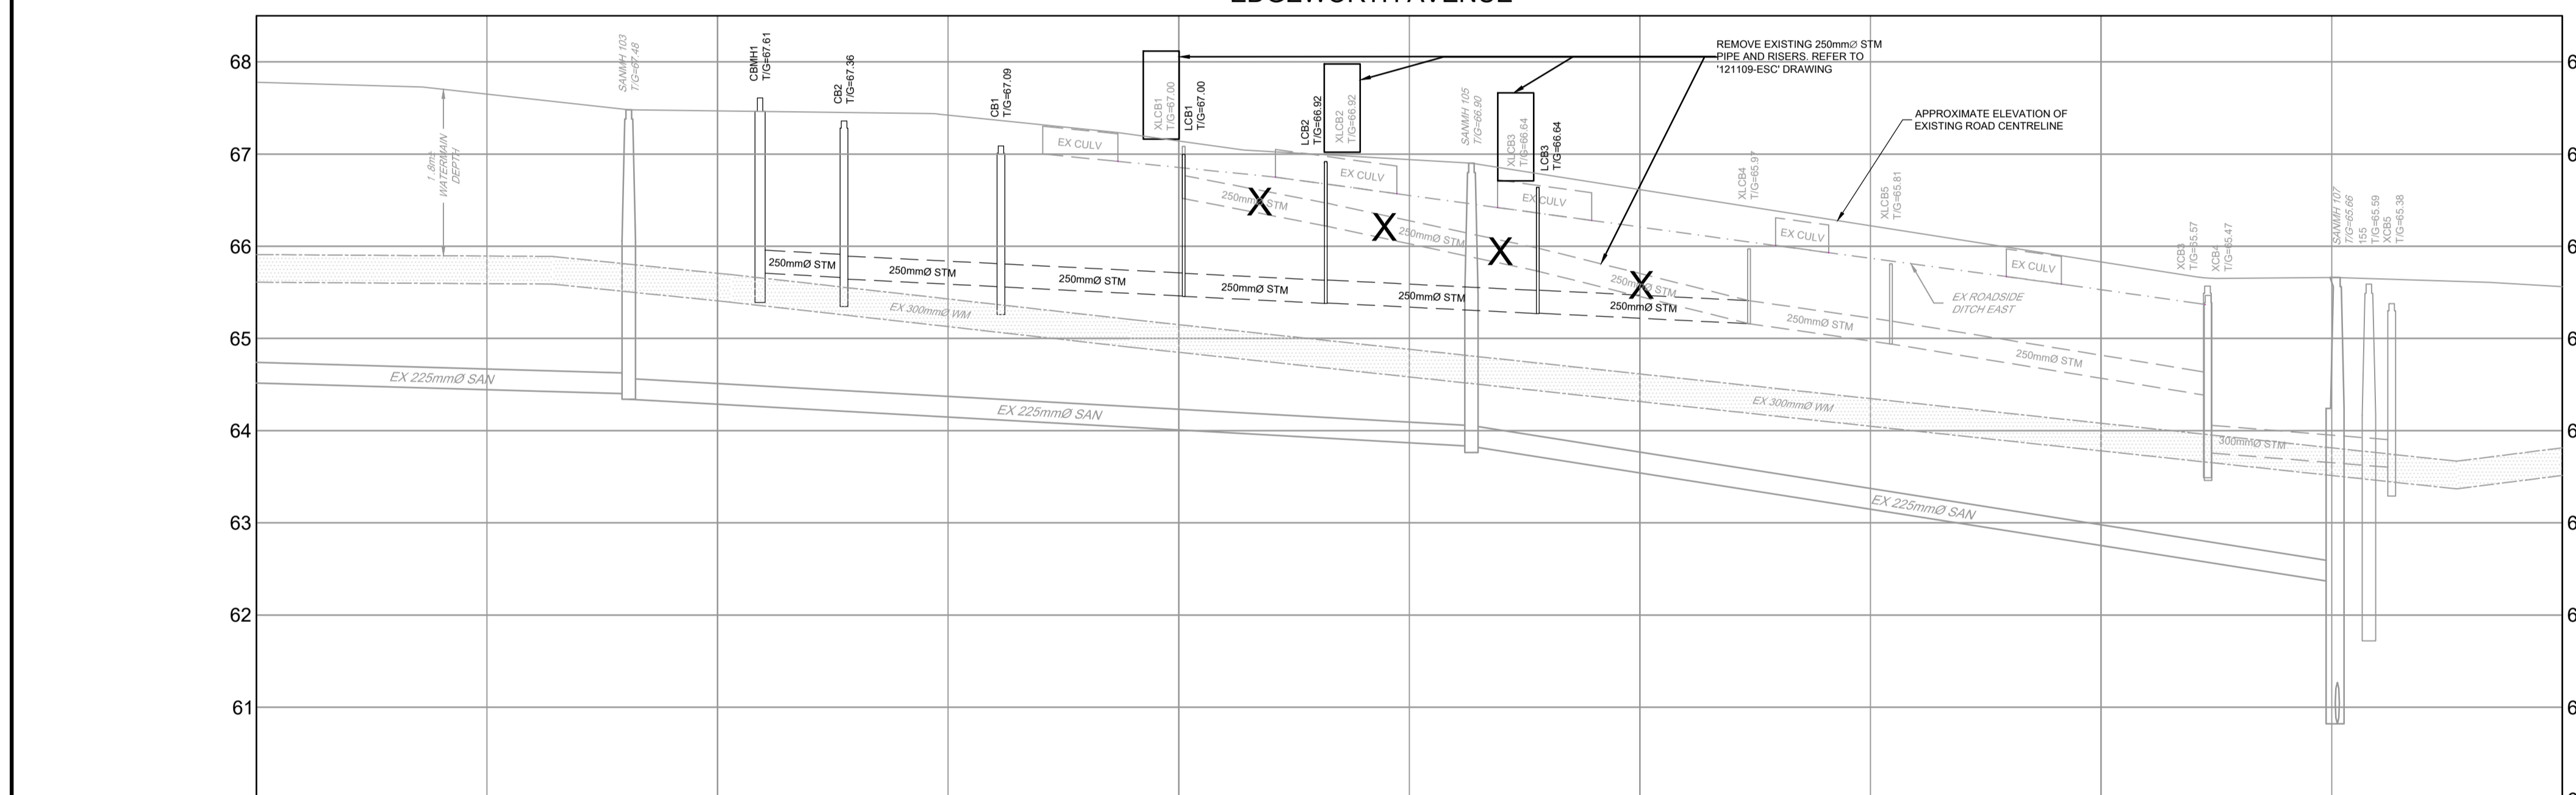 EDGEWORTH AVENUE
68
67
66
65
64
63
62
61
1.8m±
WATERMAIN
DEPTH
SANMH 103
T/G=67.48
CBMH1
T/G=67.61
CB2
T/G=67.36
CB1
T/G=67.09
XLCB1
T/G=67.00
LCB1
T/G=67.00
LCB2
T/G=66.92
XLCB2
T/G=66.92
SANMH 105
T/G=66.90
XLCB3
T/G=66.64
LCB3
T/G=66.64
REMOVE EXISTING 250mmØ STM
PIPE AND RISERS. REFER TO
'121109-ESC' DRAWING
APPROXIMATE ELEVATION OF
EXISTING ROAD CENTRELINE
XLCB4
T/G=65.97
XLCB5
T/G=65.81
XCB3
T/G=65.57
XCB4
T/G=65.47
SANMH 107
T/G=65.66
155
T/G=65.59
XCB5
T/G=65.38
EX CULV
EX CULV
EX CULV
EX CULV
EX CULV
X
X
X
X
250mmØ STM
250mmØ STM
250mmØ STM
250mmØ STM
250mmØ STM
250mmØ STM
250mmØ STM
250mmØ STM
250mmØ STM
250mmØ STM
250mmØ STM
EX ROADSIDE
DITCH EAST
EX 300mmØ WM
EX 300mmØ WM
300mmØ STM
EX 225mmØ SAN
EX 225mmØ SAN
EX 225mmØ SAN